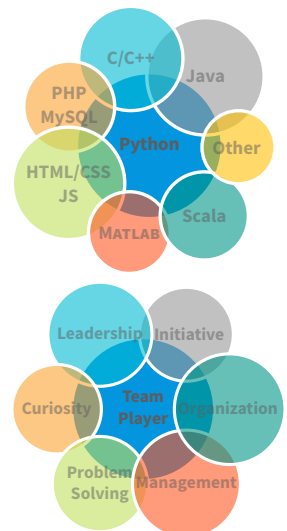 C/C++
Java
PHP
MySQL
Python
Other
HTML/CSS
JS
Scala
MATLAB
Leadership
Initiative
Team
Player
Curiosity
Organization
Problem
Solving
Management